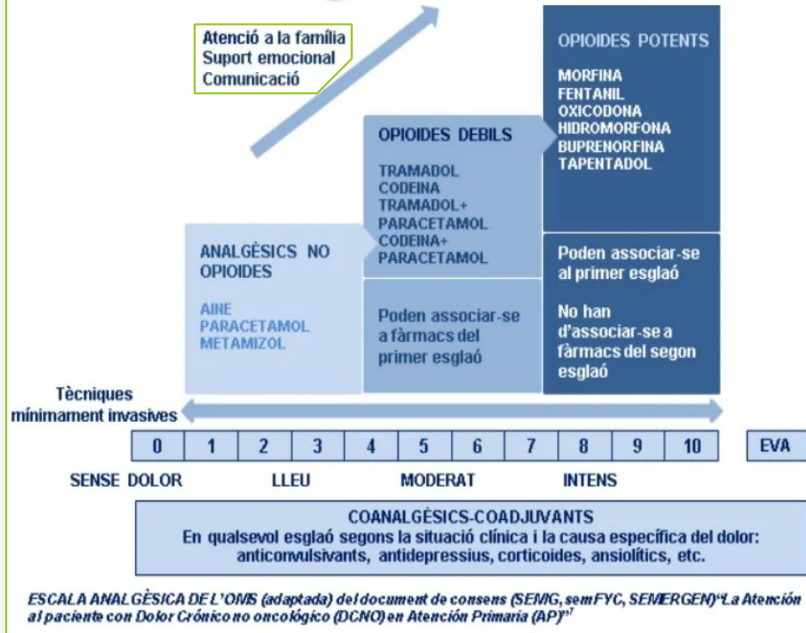 Atenció a la família
Suport emocional
Comunicació
OPIOIDES POTENTS
MORFINA
FENTANIL
OXICODONA
HIDROMORFONA
BUPRENORFINA
TAPENTADOL
OPIOIDES DEBILS
TRAMADOL
CODEINA
TRAMADOL+
PARACETAMOL
CODEINA+
PARACETAMOL
ANALGÈSICS NO
OPIOIDES
AINE
PARACETAMOL
METAMIZOL
Poden associar-se
a fàrmacs del
primer esglaó
Poden associar-se
al primer esglaó
No han
d'associar-se a
fàrmacs del segon
esglaó
Tècniques
mínimament invasives
0 1 2 3 4 5 6 7 8 9 10 EVA
SENSE DOLOR LLEU MODERAT INTENS
COANALGÈSICS-COADJUVANTS
En qualsevol esglaó segons la situació clínica i la causa específica del dolor:
anticonvulsivants, antidepressius, corticoides, ansiolítics, etc.
ESCALA ANALGÈSICA DE L'OMS (adaptada) del document de consens (SEMG, semFYC, SEMERGEN)"La Atención
al paciente con Dolor Crónico no oncológico (DCNO) en Atención Primaria (AP)"7